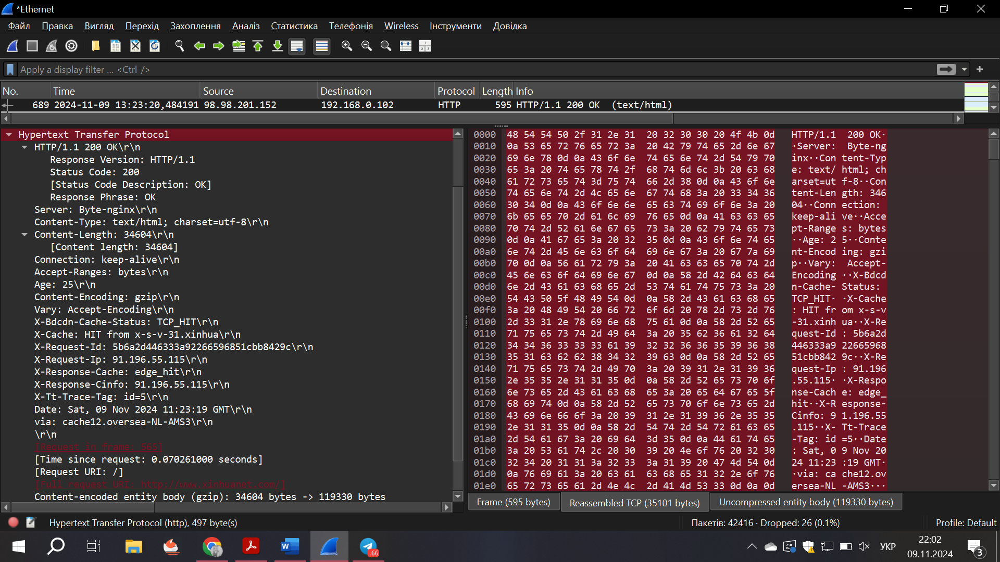 *Ethernet
Файл Правка Вигляд Перехід Захоплення Аналіз Статистика Телефонія Wireless Інструменти Довідка
Apply a display filter ... <Ctrl-/>
No. Time Source Destination Protocol Length Info
689 2024-11-09 13:23:20,484191 98.98.201.152 192.168.0.102 HTTP 595 HTTP/1.1 200 OK (text/html)
Hypertext Transfer Protocol
HTTP/1.1 200 OK\r\n
Response Version: HTTP/1.1
Status Code: 200
[Status Code Description: OK]
Response Phrase: OK
Server: Byte-nginx\r\n
Content-Type: text/html; charset=utf-8\r\n
Content-Length: 34604\r\n
[Content length: 34604]
Connection: keep-alive\r\n
Accept-Ranges: bytes\r\n
Age: 25\r\n
Content-Encoding: gzip\r\n
Vary: Accept-Encoding\r\n
X-Bdcdn-Cache-Status: TCP_HIT\r\n
X-Cache: HIT from x-s-v-31.xinhua\r\n
X-Request-Id: 5b6a2d446333a92266596851cbb8429c\r\n
X-Request-Ip: 91.196.55.115\r\n
X-Response-Cache: edge_hit\r\n
X-Response-Cinfo: 91.196.55.115\r\n
X-Tt-Trace-Tag: id=5\r\n
Date: Sat, 09 Nov 2024 11:23:19 GMT\r\n
via: cache12.oversea-NL-AMS3\r\n
\r\n
[Request in frame: 565]
[Time since request: 0.070261000 seconds]
[Request URI: /]
[Full request URI: http://www.xinhuanet.com/]
Content-encoded entity body (gzip): 34604 bytes -> 119330 bytes
0000 48 54 54 50 2f 31 2e 31 20 32 30 30 20 4f 4b 0d HTTP/1.1 200 OK·
0010 0a 53 65 72 76 65 72 3a 20 42 79 74 65 2d 6e 67 ·Server: Byte-ng
0020 69 6e 78 0d 0a 43 6f 6e 74 65 6e 74 2d 54 79 70 inx··Con tent-Typ
0030 65 3a 20 74 65 78 74 2f 68 74 6d 6c 3b 20 63 68 e: text/ html; ch
0040 61 72 73 65 74 3d 75 74 66 2d 38 0d 0a 43 6f 6e arset=ut f-8··Con
0050 74 65 6e 74 2d 4c 65 6e 67 74 68 3a 20 33 34 36 tent-Len gth: 346
0060 30 34 0d 0a 43 6f 6e 6e 65 63 74 69 6f 6e 3a 20 04··Conn ection:
0070 6b 65 65 70 2d 61 6c 69 76 65 0d 0a 41 63 63 65 keep-ali ve··Acce
0080 70 74 2d 52 61 6e 67 65 73 3a 20 62 79 74 65 73 pt-Range s: bytes
0090 0d 0a 41 67 65 3a 20 32 35 0d 0a 43 6f 6e 74 65 ··Age: 2 5··Conte
00a0 6e 74 2d 45 6e 63 6f 64 69 6e 67 3a 20 67 7a 69 nt-Encod ing: gzi
00b0 70 0d 0a 56 61 72 79 3a 20 41 63 63 65 70 74 2d p··Vary: Accept-
00c0 45 6e 63 6f 64 69 6e 67 0d 0a 58 2d 42 64 63 64 Encoding ··X-Bdcd
00d0 6e 2d 43 61 63 68 65 2d 53 74 61 74 75 73 3a 20 n-Cache- Status:
00e0 54 43 50 5f 48 49 54 0d 0a 58 2d 43 61 63 68 65 TCP_HIT· ·X-Cache
00f0 3a 20 48 49 54 20 66 72 6f 6d 20 78 2d 73 2d 76 : HIT fr om x-s-v
0100 2d 33 31 2e 78 69 6e 68 75 61 0d 0a 58 2d 52 65 -31.xinh ua··X-Re
0110 71 75 65 73 74 2d 49 64 3a 20 35 62 36 61 32 64 quest-Id : 5b6a2d
0120 34 34 36 33 33 33 61 39 32 32 36 36 35 39 36 38 446333a9 22665968
0130 35 31 63 62 62 38 34 32 39 63 0d 0a 58 2d 52 65 51cbb842 9c··X-Re
0140 71 75 65 73 74 2d 49 70 3a 20 39 31 2e 31 39 36 quest-Ip : 91.196
0150 2e 35 35 2e 31 31 35 0d 0a 58 2d 52 65 73 70 6f .55.115· ·X-Respo
0160 6e 73 65 2d 43 61 63 68 65 3a 20 65 64 67 65 5f nse-Cach e: edge_
0170 68 69 74 0d 0a 58 2d 52 65 73 70 6f 6e 73 65 2d hit··X-R esponse-
0180 43 69 6e 66 6f 3a 20 39 31 2e 31 39 36 2e 35 35 Cinfo: 9 1.196.55
0190 2e 31 31 35 0d 0a 58 2d 54 74 2d 54 72 61 63 65 .115··X- Tt-Trace
01a0 2d 54 61 67 3a 20 69 64 3d 35 0d 0a 44 61 74 65 -Tag: id =5··Date
01b0 3a 20 53 61 74 2c 20 30 39 20 4e 6f 76 20 32 30 : Sat, 0 9 Nov 20
01c0 32 34 20 31 31 3a 32 33 3a 31 39 20 47 4d 54 0d 24 11:23 :19 GMT·
01d0 0a 76 69 61 3a 20 63 61 63 68 65 31 32 2e 6f 76 ·via: ca che12.ov
01e0 65 72 73 65 61 2d 4e 4c 2d 41 4d 53 33 0d 0a 0d ersea-NL -AMS3···
Frame (595 bytes) Reassembled TCP (35101 bytes) Uncompressed entity body (119330 bytes)
Hypertext Transfer Protocol (http), 497 byte(s) Пакетів: 42416 · Dropped: 26 (0.1%) Profile: Default
..66
УКР
22:02
09.11.2024
3